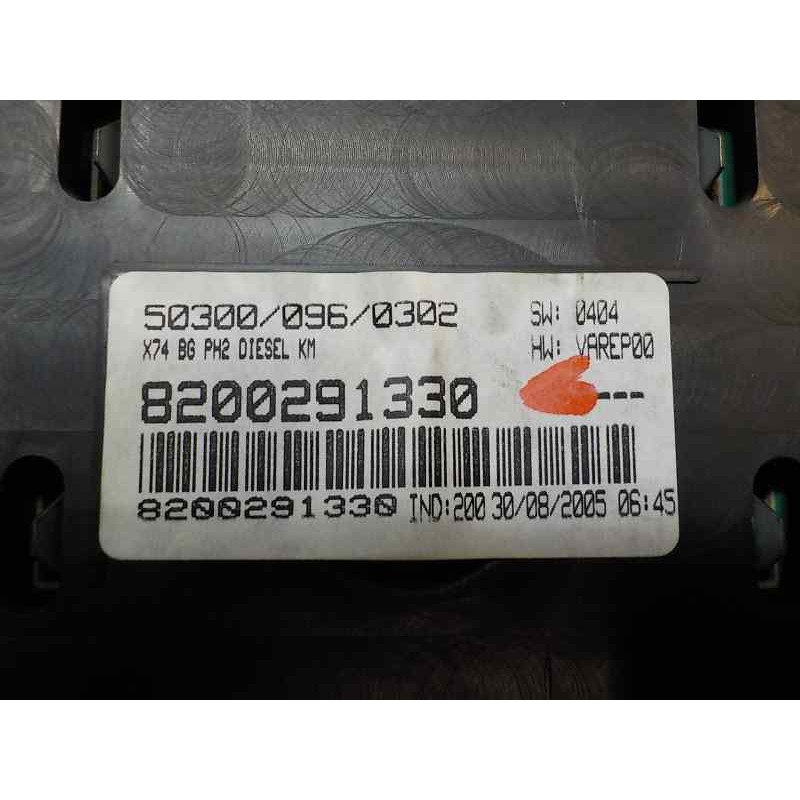 50300/096/0302 SW: 0404
X74 BG PH2 DIESEL KM HW: VAREP00
8200291330 ---
8200291330 IND:200 30/08/2005 06:45